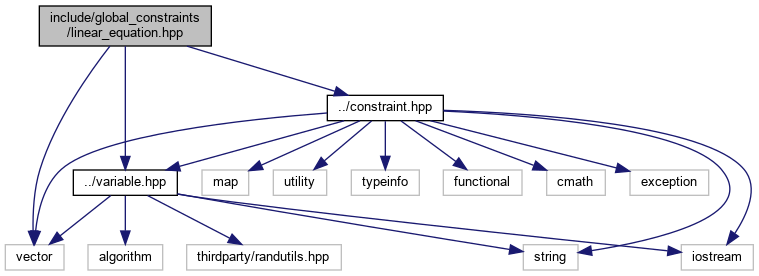 include/global_constraints
/linear_equation.hpp
../constraint.hpp
../variable.hpp
map
utility
typeinfo
functional
cmath
exception
vector
algorithm
thirdparty/randutils.hpp
string
iostream